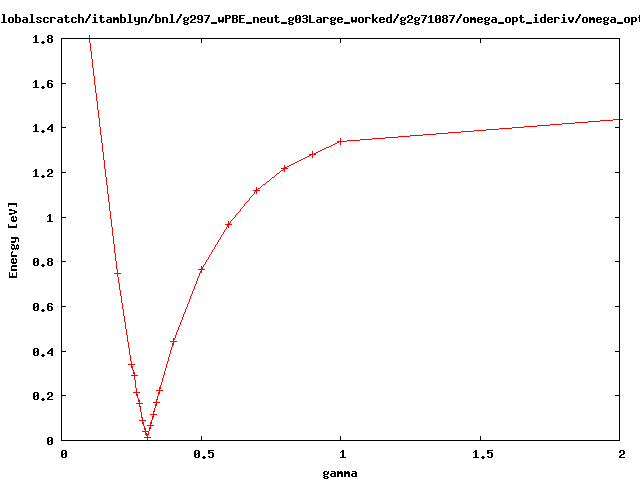 lobalscratch/itamblyn/bnl/g297_wPBE_neut_g03Large_worked/g2g71087/omega_opt_ideriv/omega_opt
1.8
1.6
1.4
1.2
1
0.8
0.6
0.4
0.2
0
Energy [eV]
0 0.5 1 1.5 2
gamma